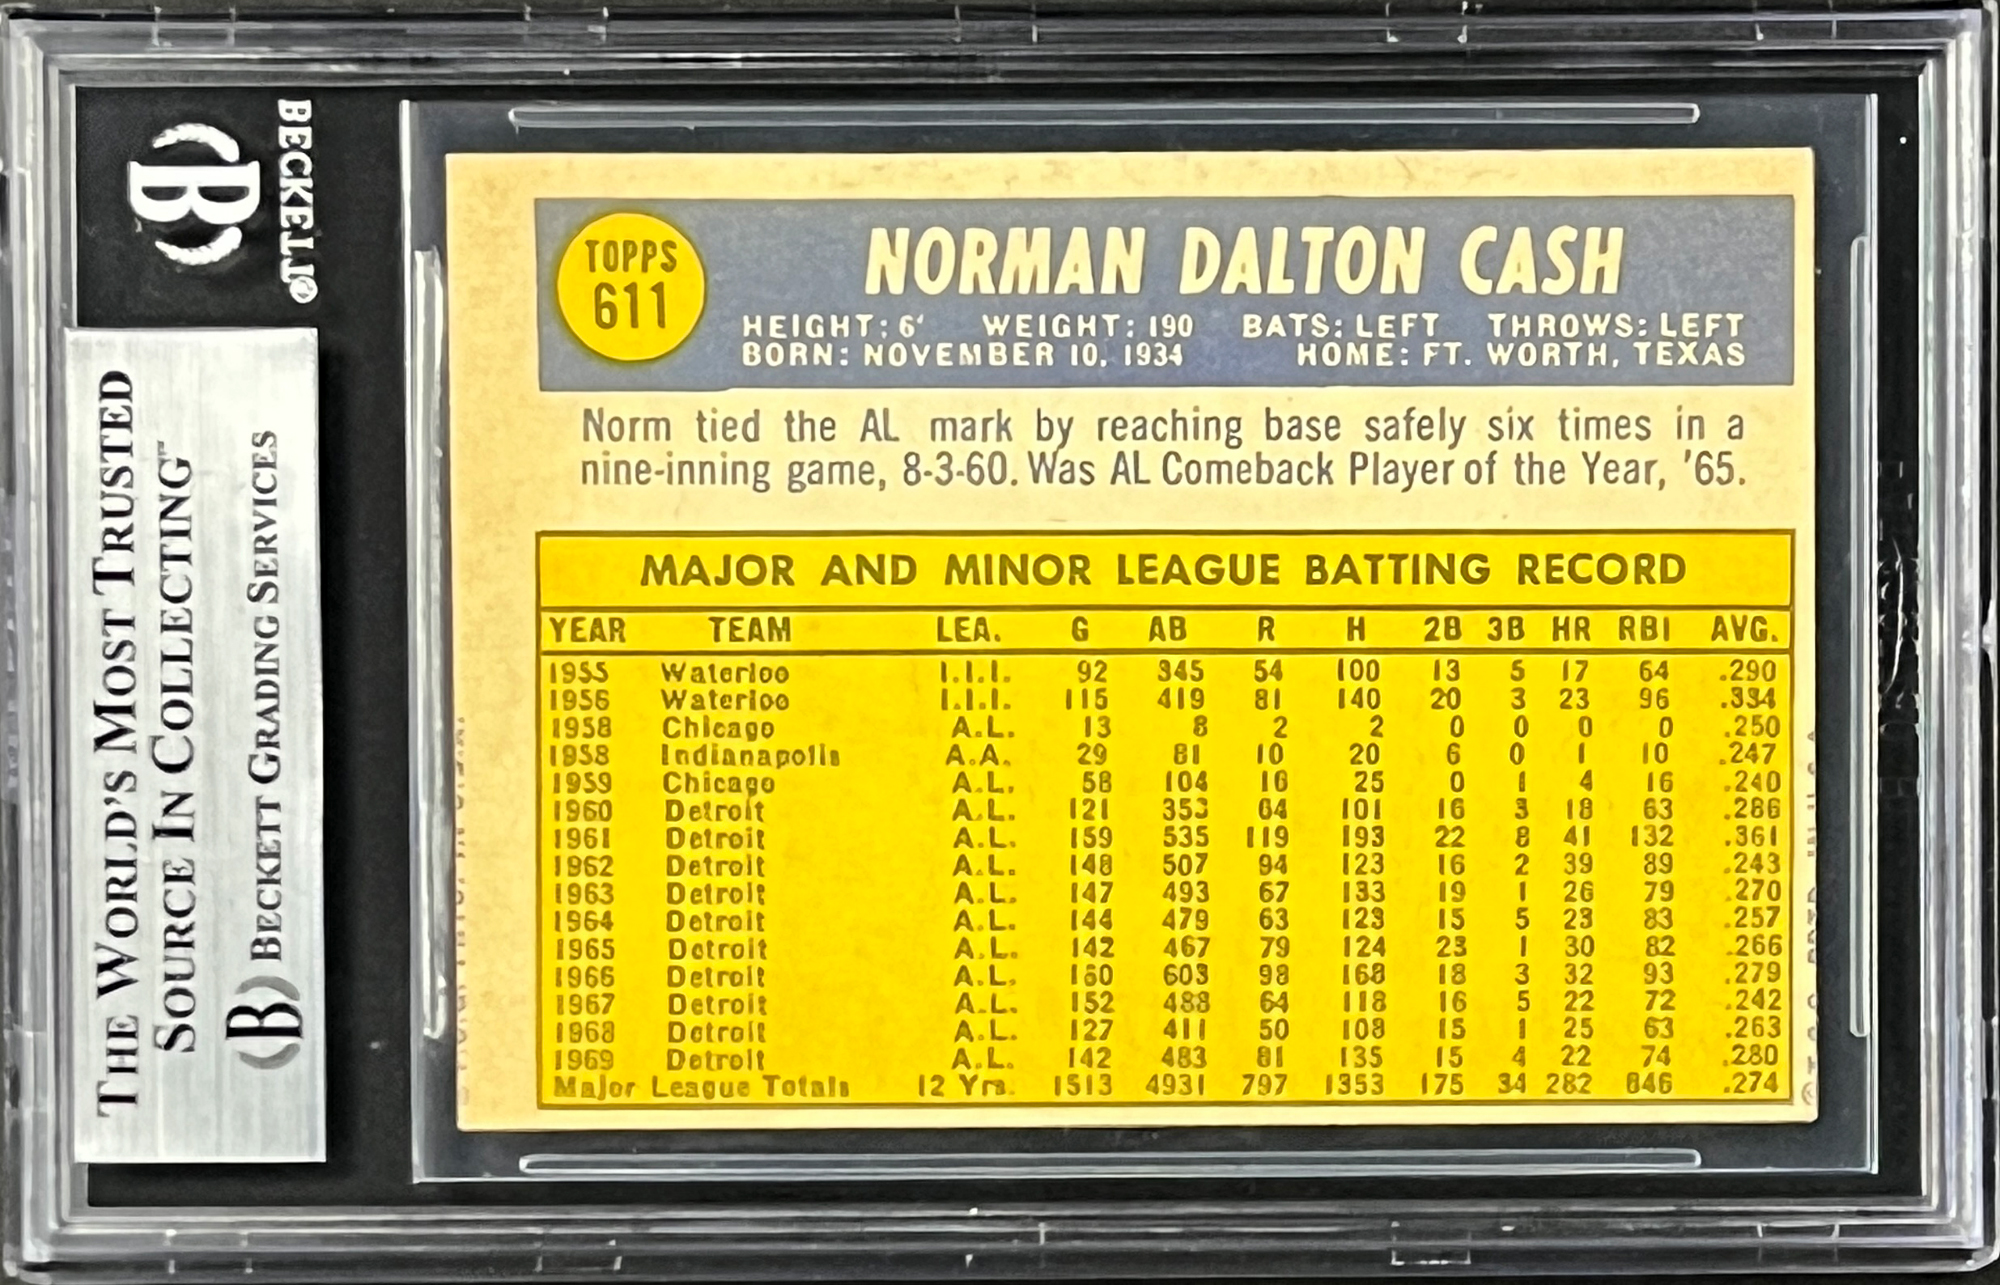 BECKETT®
THE WORLD'S MOST TRUSTED
SOURCE IN COLLECTING™
B BECKETT GRADING SERVICES
TOPPS
611
NORMAN DALTON CASH
HEIGHT: 6' WEIGHT: 190 BATS: LEFT THROWS: LEFT
BORN: NOVEMBER 10, 1934 HOME: FT. WORTH, TEXAS
Norm tied the AL mark by reaching base safely six times in a
nine-inning game, 8-3-60. Was AL Comeback Player of the Year, '65.
MAJOR AND MINOR LEAGUE BATTING RECORD
YEAR TEAM LEA. G AB R H 2B 3B HR RBI AVG.
1955 Waterloo I.I.I. 92 345 54 100 13 5 17 64 .290
1956 Waterloo I.I.I. 115 419 81 140 20 3 23 96 .334
1958 Chicago A.L. 13 8 2 2 0 0 0 0 .250
1958 Indianapolis A.A. 29 81 10 20 6 0 1 10 .247
1959 Chicago A.L. 58 104 16 25 0 1 4 16 .240
1960 Detroit A.L. 121 353 64 101 16 3 18 63 .286
1961 Detroit A.L. 159 535 119 193 22 8 41 132 .361
1962 Detroit A.L. 148 507 94 123 16 2 39 89 .243
1963 Detroit A.L. 147 493 67 133 19 1 26 79 .270
1964 Detroit A.L. 144 479 63 123 15 5 23 83 .257
1965 Detroit A.L. 142 467 79 124 23 1 30 82 .266
1966 Detroit A.L. 160 603 98 168 18 3 32 93 .279
1967 Detroit A.L. 152 488 64 118 16 5 22 72 .242
1968 Detroit A.L. 127 411 50 108 15 1 25 63 .263
1969 Detroit A.L. 142 483 81 135 15 4 22 74 .280
Major League Totals 12 Yrs. 1513 4931 797 1353 175 34 282 846 .274